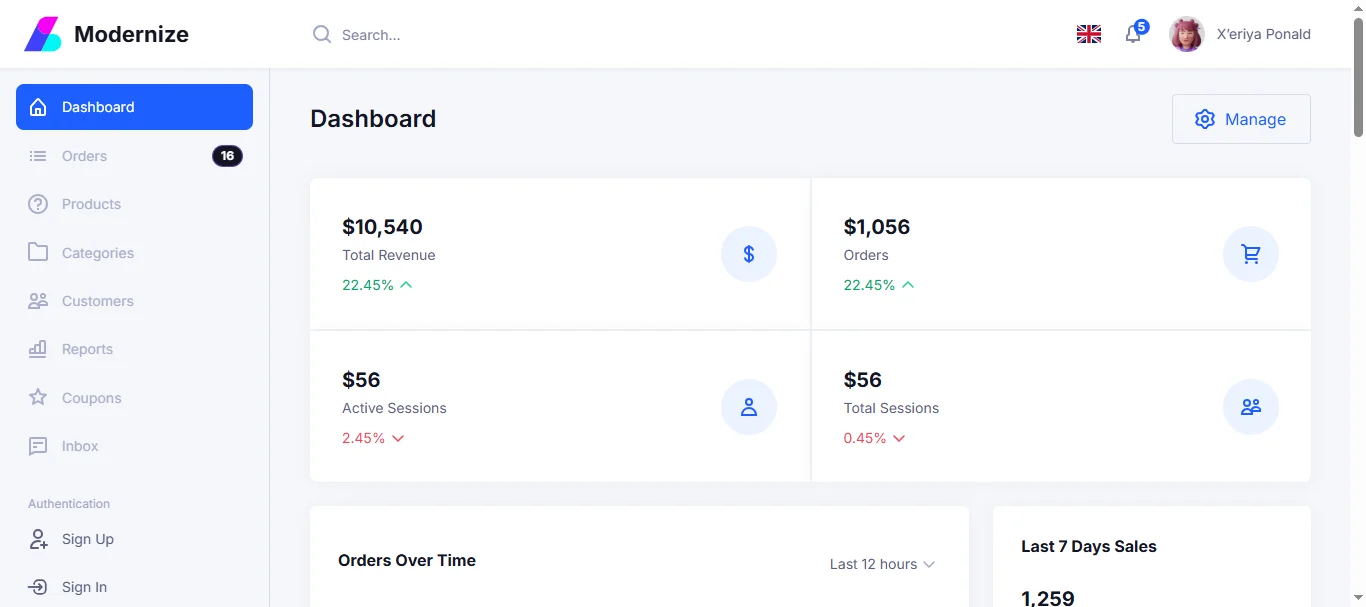 Modernize
Search...
5
X'eriya Ponald
Dashboard
Orders
16
Products
Categories
Customers
Reports
Coupons
Inbox
Authentication
Sign Up
Sign In
Dashboard
Manage
$10,540
Total Revenue
22.45%
$1,056
Orders
22.45%
$56
Active Sessions
2.45%
$56
Total Sessions
0.45%
Orders Over Time
Last 12 hours
Last 7 Days Sales
1,259